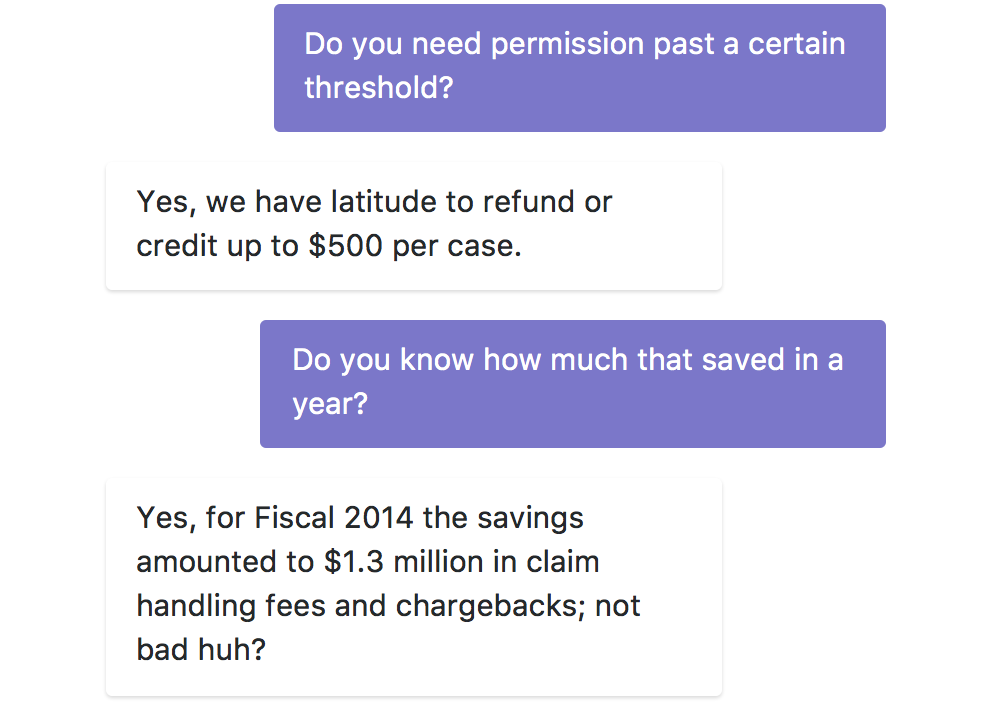 Do you need permission past a certain
threshold?
Yes, we have latitude to refund or
credit up to $500 per case.
Do you know how much that saved in a
year?
Yes, for Fiscal 2014 the savings
amounted to $1.3 million in claim
handling fees and chargebacks; not
bad huh?